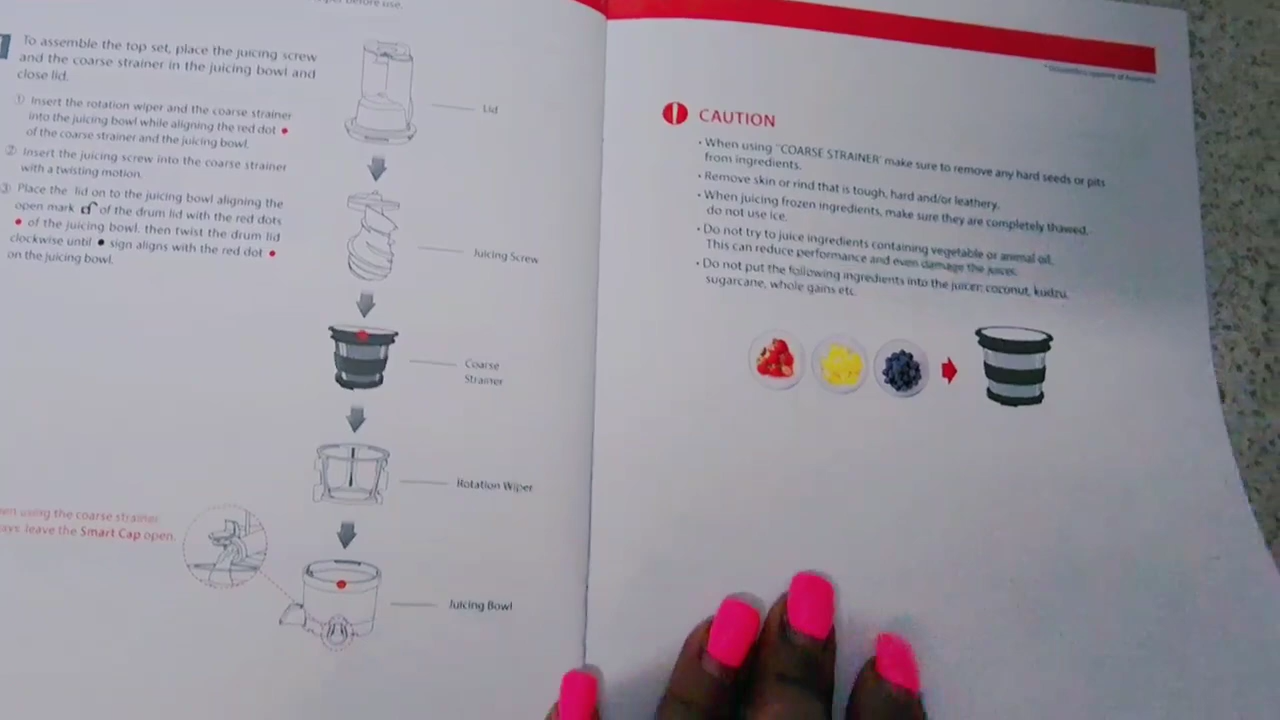 before use.
To assemble the top set, place the juicing screw
and the coarse strainer in the juicing bowl and
close lid.
① Insert the rotation wiper and the coarse strainer
into the juicing bowl while aligning the red dot ●
of the coarse strainer and the juicing bowl.
② Insert the juicing screw into the coarse strainer
with a twisting motion.
③ Place the lid on to the juicing bowl aligning the
open mark of the drum lid with the red dots
● of the juicing bowl, then twist the drum lid
clockwise until ● sign aligns with the red dot ●
on the juicing bowl.
Lid
Juicing Screw
Coarse
Strainer
Rotation Wiper
using the coarse strainer
leave the Smart Cap open.
Juicing Bowl
CAUTION
• When using "COARSE STRAINER' make sure to remove any hard seeds or pits
from ingredients.
• Remove skin or rind that is tough, hard and/or leathery.
• When juicing frozen ingredients, make sure they are completely thawed,
do not use ice.
• Do not try to juice ingredients containing vegetable or animal oil.
This can reduce performance and even damage the juicer.
• Do not put the following ingredients into the juicer: coconut, kudzu,
sugarcane, whole gains etc.